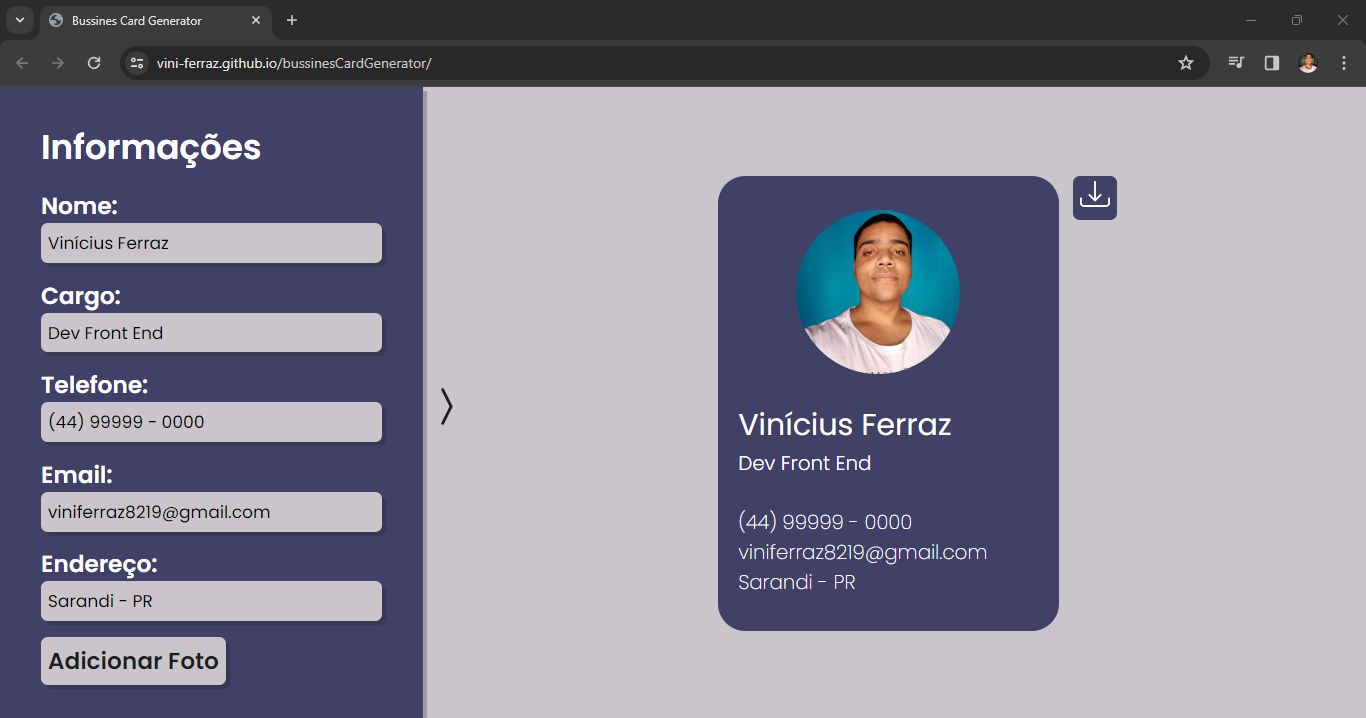 Bussines Card Generator
vini-ferraz.github.io/bussinesCardGenerator/
Informações
Nome:
Vinícius Ferraz
Cargo:
Dev Front End
Telefone:
(44) 99999 - 0000
Email:
viniferraz8219@gmail.com
Endereço:
Sarandi - PR
Adicionar Foto
Vinícius Ferraz
Dev Front End
(44) 99999 - 0000
viniferraz8219@gmail.com
Sarandi - PR